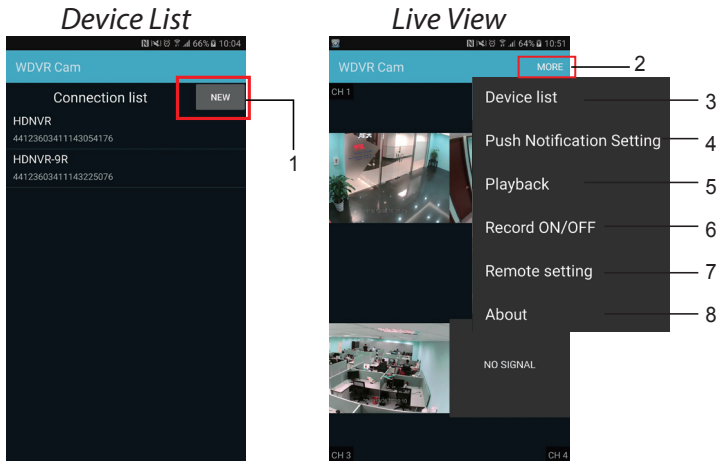 Device List
66% 10:04
WDVR Cam
Connection list NEW
HDNVR
44123603411143054176
HDNVR-9R
44123603411143225076
1
Live View
64% 10:51
WDVR Cam MORE 2
CH 1
Device list 3
Push Notification Setting 4
Playback 5
Record ON/OFF 6
Remote setting 7
About 8
NO SIGNAL
CH 3 CH 4